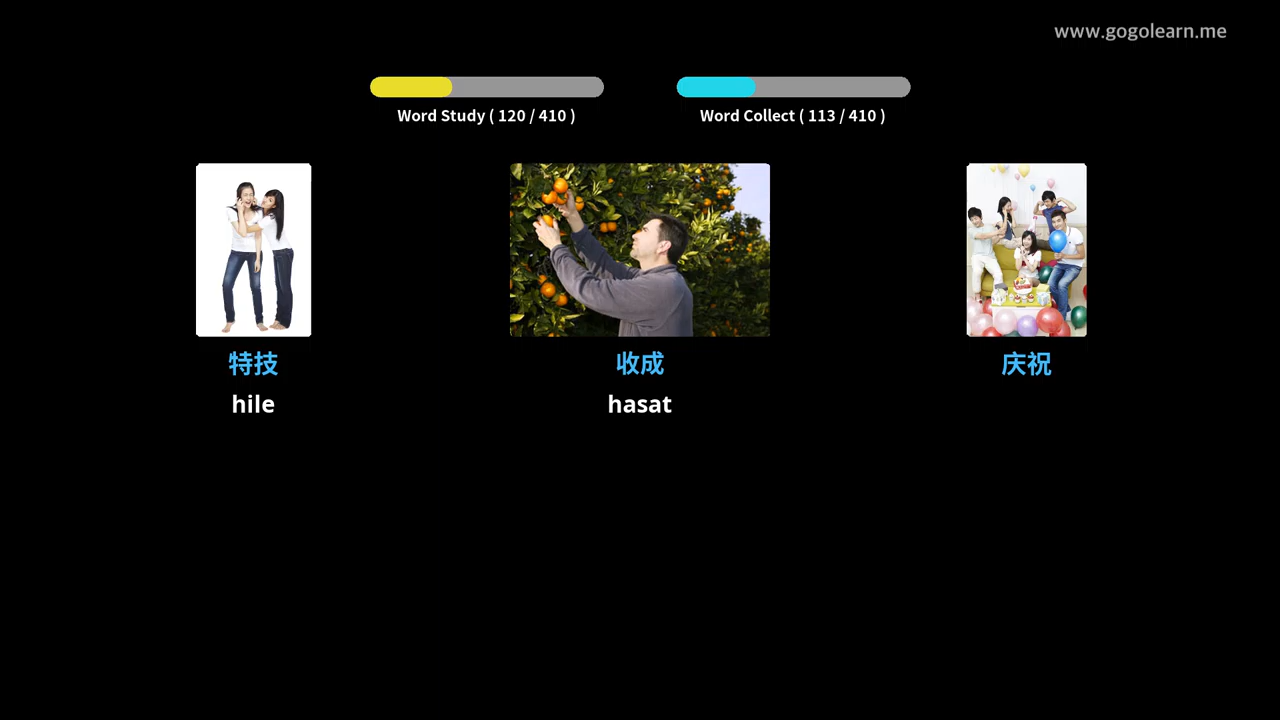 www.gogolearn.me
Word Study ( 120 / 410 )
Word Collect ( 113 / 410 )
特技
收成
庆祝
hile
hasat